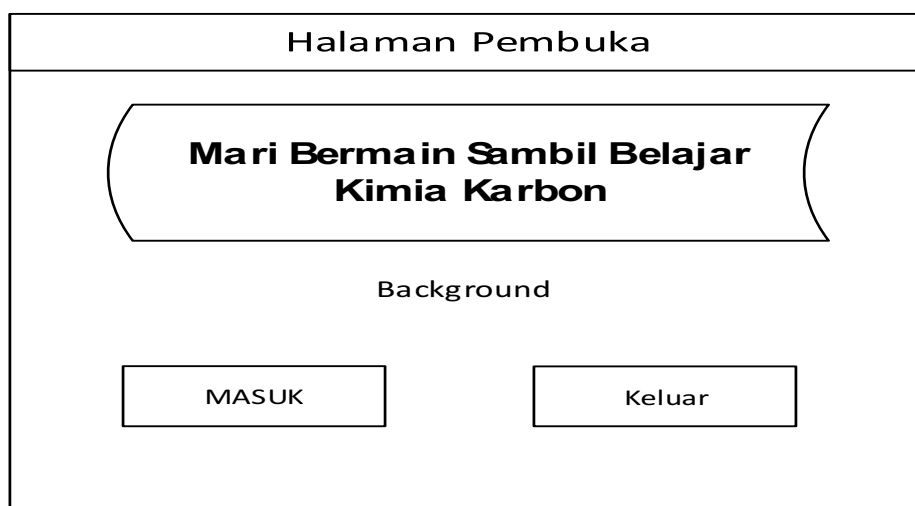 Halaman Pembuka
Mari Bermain Sambil Belajar
Kimia Karbon
Background
MASUK
Keluar